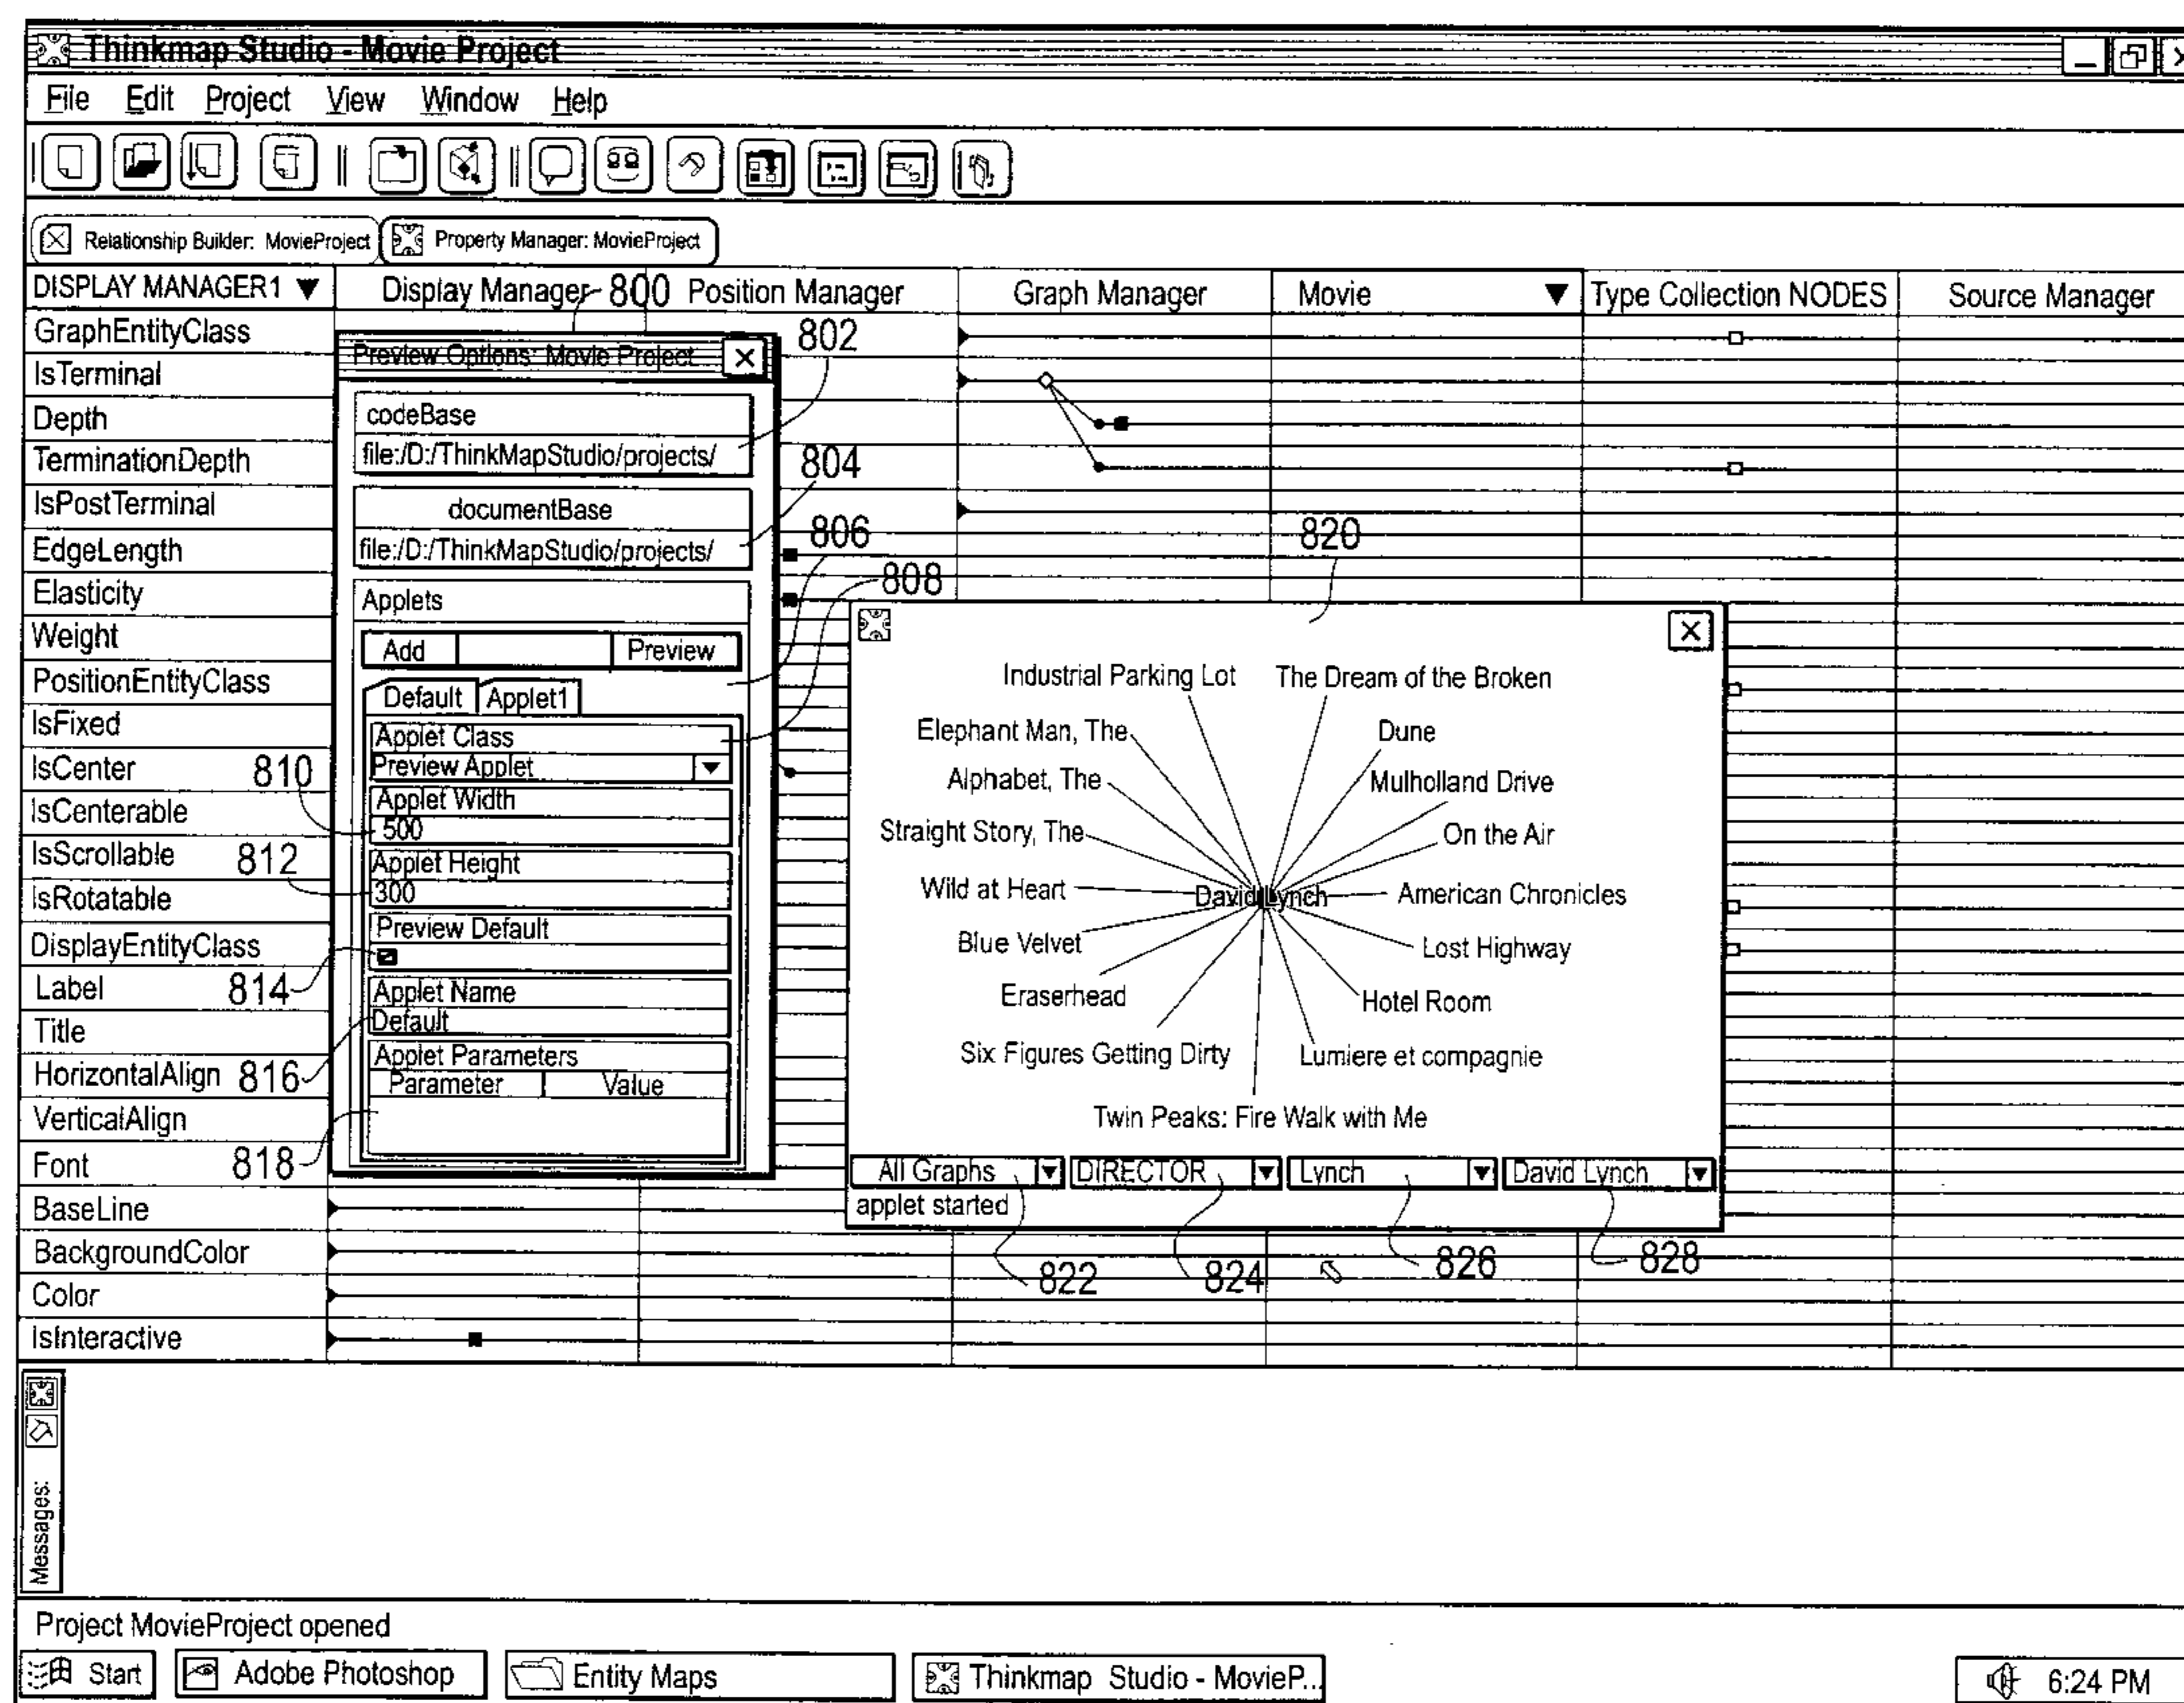 Thinkmap Studio - Movie Project
File Edit Project View Window Help
Relationship Builder: MovieProject Property Manager: MovieProject
DISPLAY MANAGER1 Display Manager 800 Position Manager Graph Manager Movie Type Collection NODES Source Manager
GraphEntityClass
IsTerminal
Depth
TerminationDepth
IsPostTerminal
EdgeLength
Elasticity
Weight
PositionEntityClass
IsFixed
IsCenter 810
IsCenterable
IsScrollable 812
IsRotatable
DisplayEntityClass
Label 814
Title
HorizontalAlign 816
VerticalAlign
Font 818
BaseLine
BackgroundColor
Color
IsInteractive
Preview Options: Movie Project
802
codeBase
file:/D:/ThinkMapStudio/projects/
804
documentBase
file:/D:/ThinkMapStudio/projects/
806
808
Applets
Add Preview
Default Applet1
Applet Class
Preview Applet
Applet Width
500
Applet Height
300
Preview Default
Applet Name
Default
Applet Parameters
Parameter Value
820
Industrial Parking Lot The Dream of the Broken
Elephant Man, The Dune
Alphabet, The Mulholland Drive
Straight Story, The On the Air
Wild at Heart David Lynch American Chronicles
Blue Velvet Lost Highway
Eraserhead Hotel Room
Six Figures Getting Dirty Lumiere et compagnie
Twin Peaks: Fire Walk with Me
All Graphs DIRECTOR Lynch David Lynch
applet started
822 824 826 828
Messages:
Project MovieProject opened
Start Adobe Photoshop Entity Maps Thinkmap Studio - MovieP... 6:24 PM